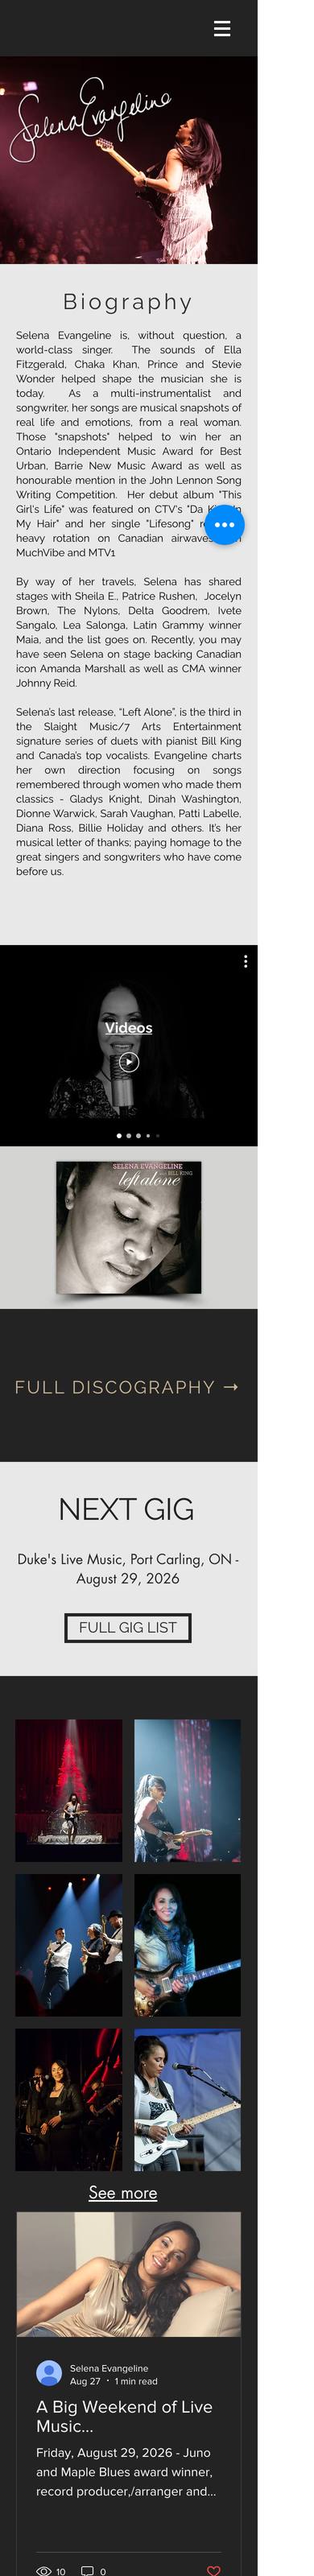 Selena Evangeline
Biography
Selena Evangeline is, without question, a
world-class singer. The sounds of Ella
Fitzgerald, Chaka Khan, Prince and Stevie
Wonder helped shape the musician she is
today. As a multi-instrumentalist and
songwriter, her songs are musical snapshots of
real life and emotions, from a real woman.
Those "snapshots" helped to win her an
Ontario Independent Music Award for Best
Urban, Barrie New Music Award as well as
honourable mention in the John Lennon Song
Writing Competition. Her debut album "This
Girl's Life" was featured on CTV's "Da
My Hair" and her single "Lifesong"
heavy rotation on Canadian airwaves
MuchVibe and MTV1
By way of her travels, Selena has shared
stages with Sheila E., Patrice Rushen, Jocelyn
Brown, The Nylons, Delta Goodrem, Ivete
Sangalo, Lea Salonga, Latin Grammy winner
Maia, and the list goes on. Recently, you may
have seen Selena on stage backing Canadian
icon Amanda Marshall as well as CMA winner
Johnny Reid.
Selena's last release, "Left Alone", is the third in
the Slaight Music/7 Arts Entertainment
signature series of duets with pianist Bill King
and Canada's top vocalists. Evangeline charts
her own direction focusing on songs
remembered through women who made them
classics - Gladys Knight, Dinah Washington,
Dionne Warwick, Sarah Vaughan, Patti Labelle,
Diana Ross, Billie Holiday and others. It's her
musical letter of thanks; paying homage to the
great singers and songwriters who have come
before us.
Videos
SELENA EVANGELINE
BILL KING
leftalone
FULL DISCOGRAPHY →
NEXT GIG
Duke's Live Music, Port Carling, ON -
August 29, 2026
FULL GIG LIST
See more
Selena Evangeline
Aug 27 · 1 min read
A Big Weekend of Live
Music...
Friday, August 29, 2026 - Juno
and Maple Blues award winner,
record producer,/arranger and...
10
0